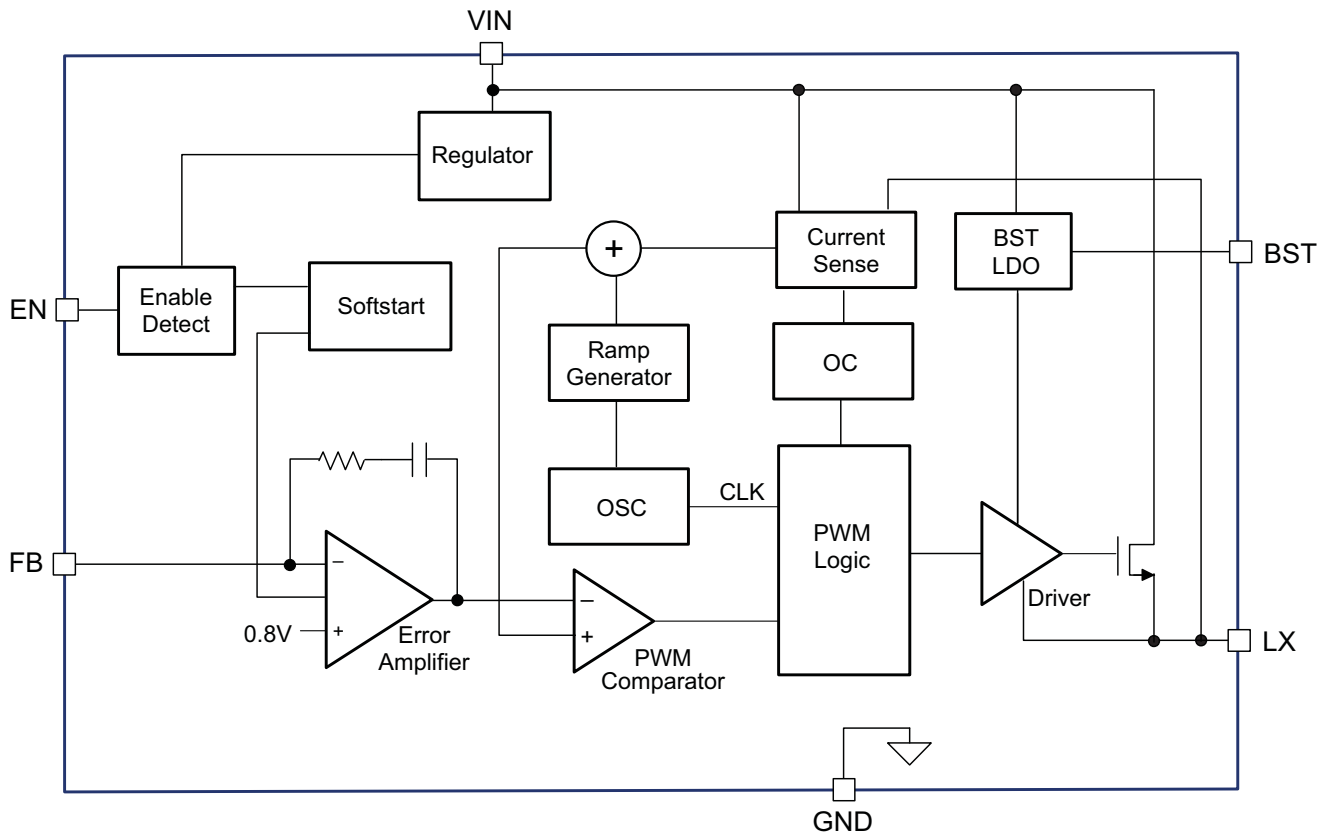 VIN
Regulator
Current
Sense
BST
LDO
BST
+
EN
Enable
Detect
Softstart
Ramp
Generator
OC
OSC
CLK
PWM
Logic
FB
−
+
0.8V
Error
Amplifier
−
+
PWM
Comparator
Driver
LX
GND